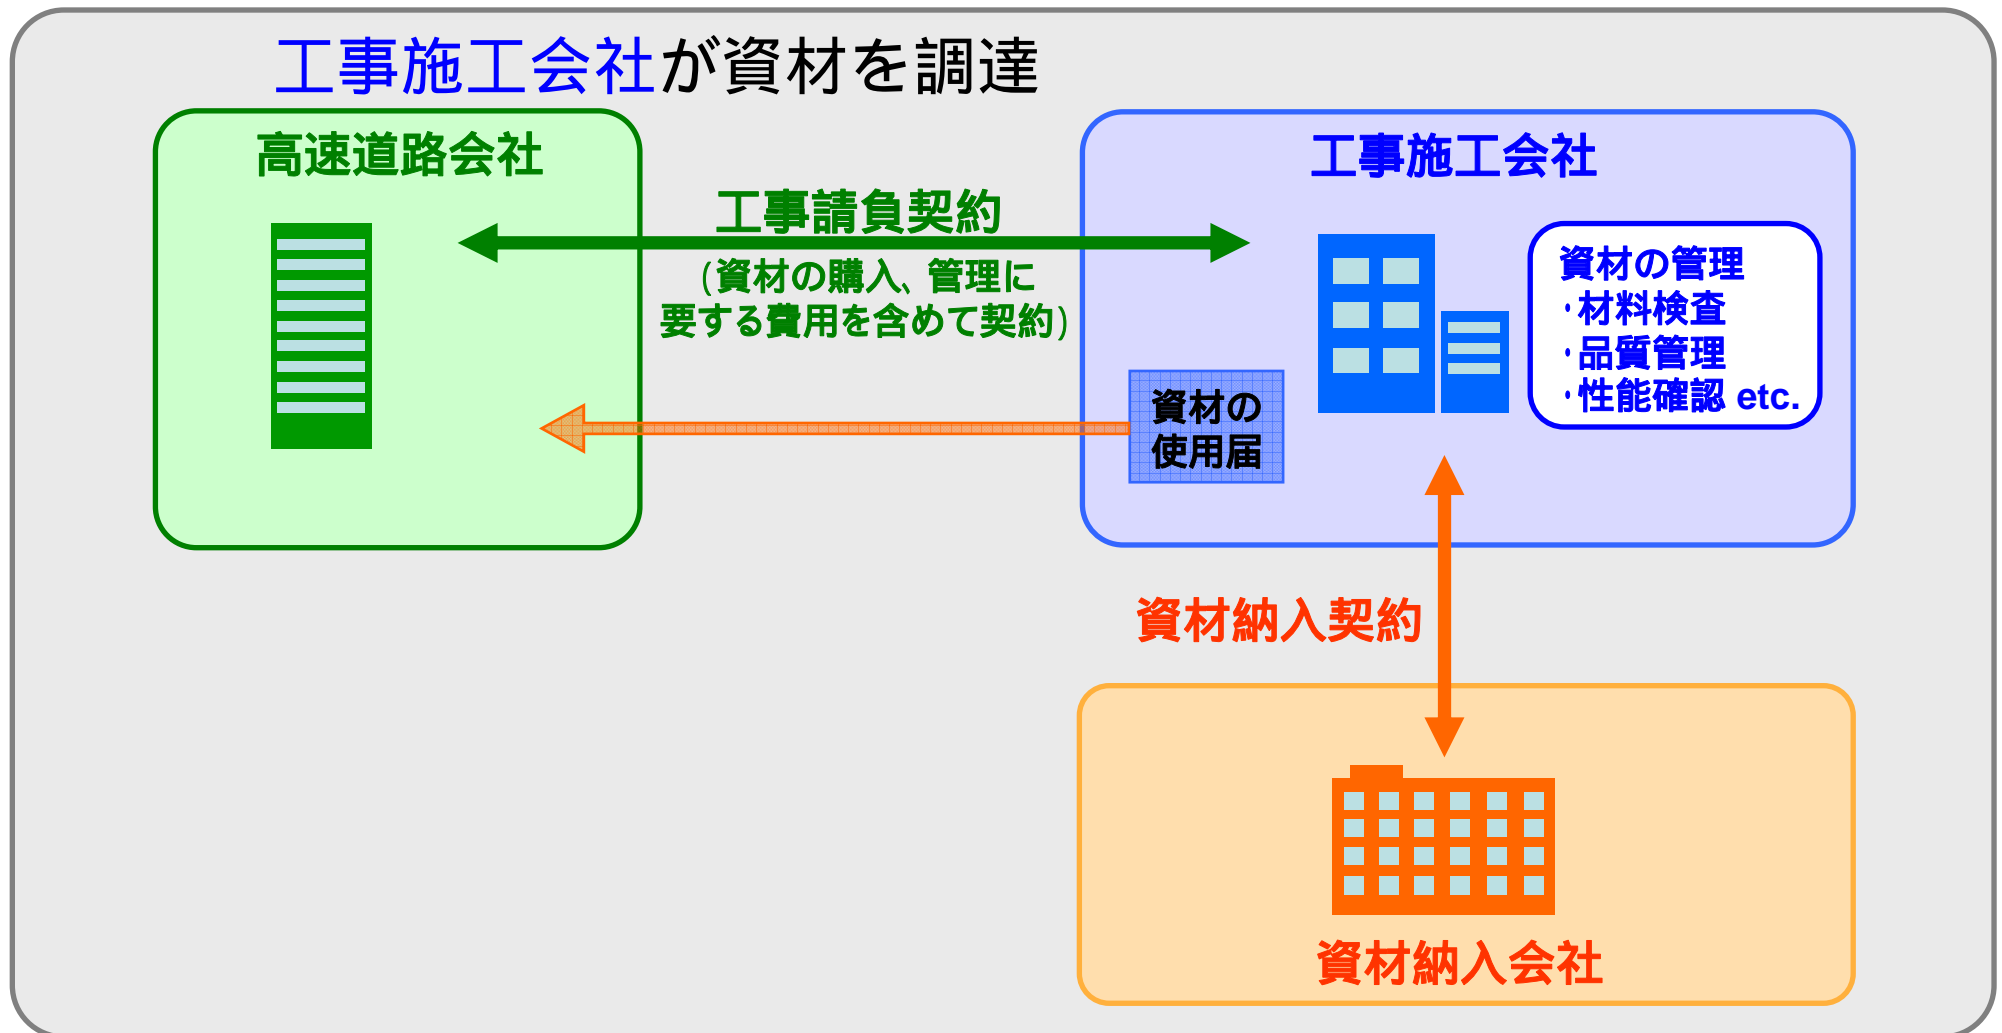 工事施工会社が資材を調達
高速道路会社
工事施工会社
工事請負契約
(資材の購入、管理に
要する費用を含めて契約)
資材の管理
・材料検査
・品質管理
・性能確認 etc.
資材の
使用届
資材納入契約
資材納入会社